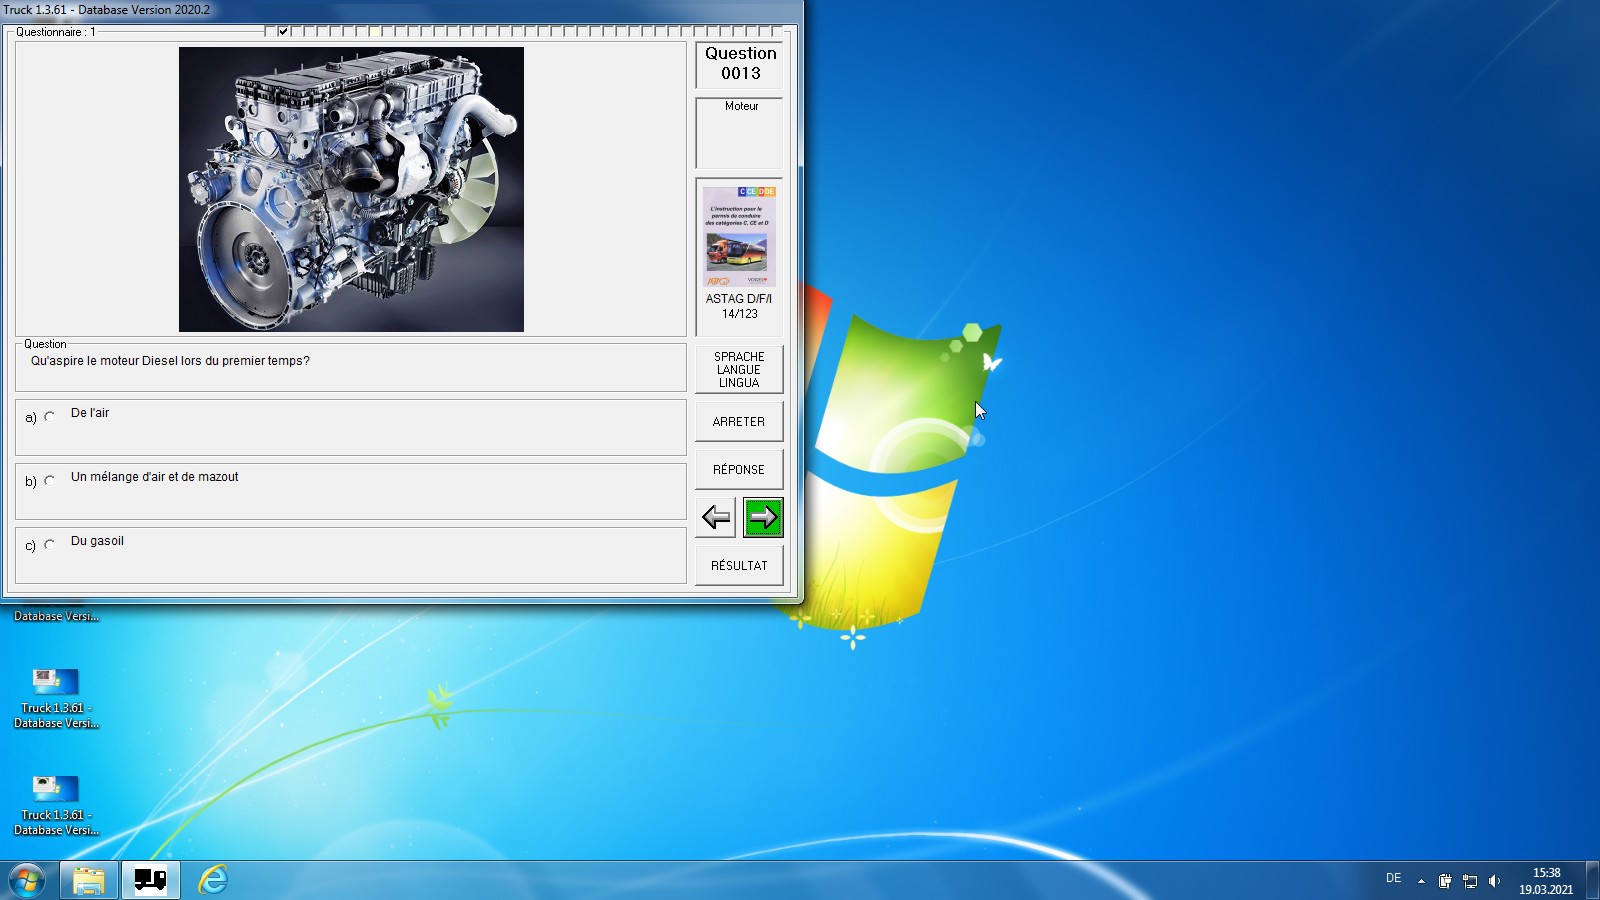 Truck 1.3.61 - Database Version 2020.2
Questionnaire : 1
Question
0013
Moteur
C CE D DE
L'instruction pour le
permis de conduire
des catégories C, CE et D
ASTAG D/F/I
14/123
Question
Qu'aspire le moteur Diesel lors du premier temps?
SPRACHE
LANGUE
LINGUA
a) De l'air
ARRETER
b) Un mélange d'air et de mazout
RÉPONSE
c) Du gasoil
RÉSULTAT
Database Versi...
Truck 1.3.61 -
Database Versi...
Truck 1.3.61 -
Database Versi...
DE
15:38
19.03.2021